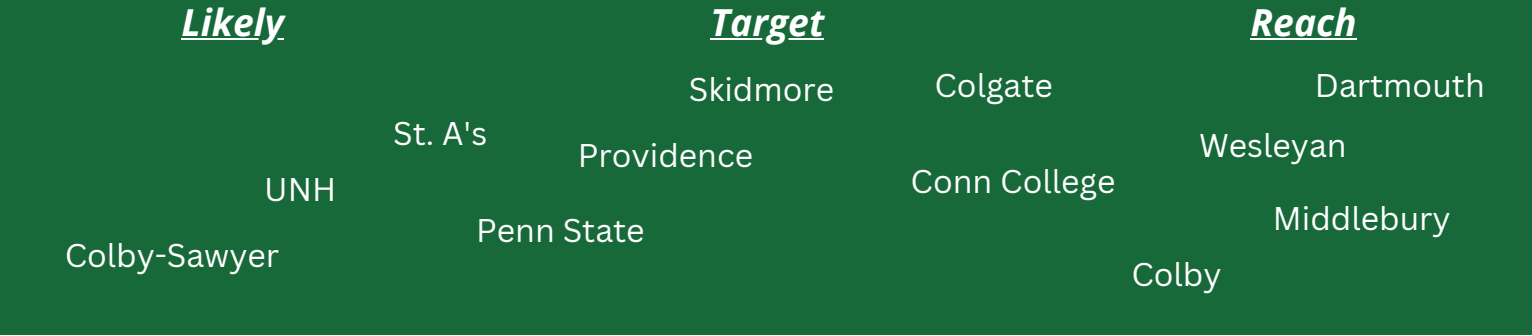 Likely
Target
Reach
Skidmore
Colgate
Dartmouth
St. A's
Providence
Wesleyan
UNH
Conn College
Penn State
Middlebury
Colby-Sawyer
Colby